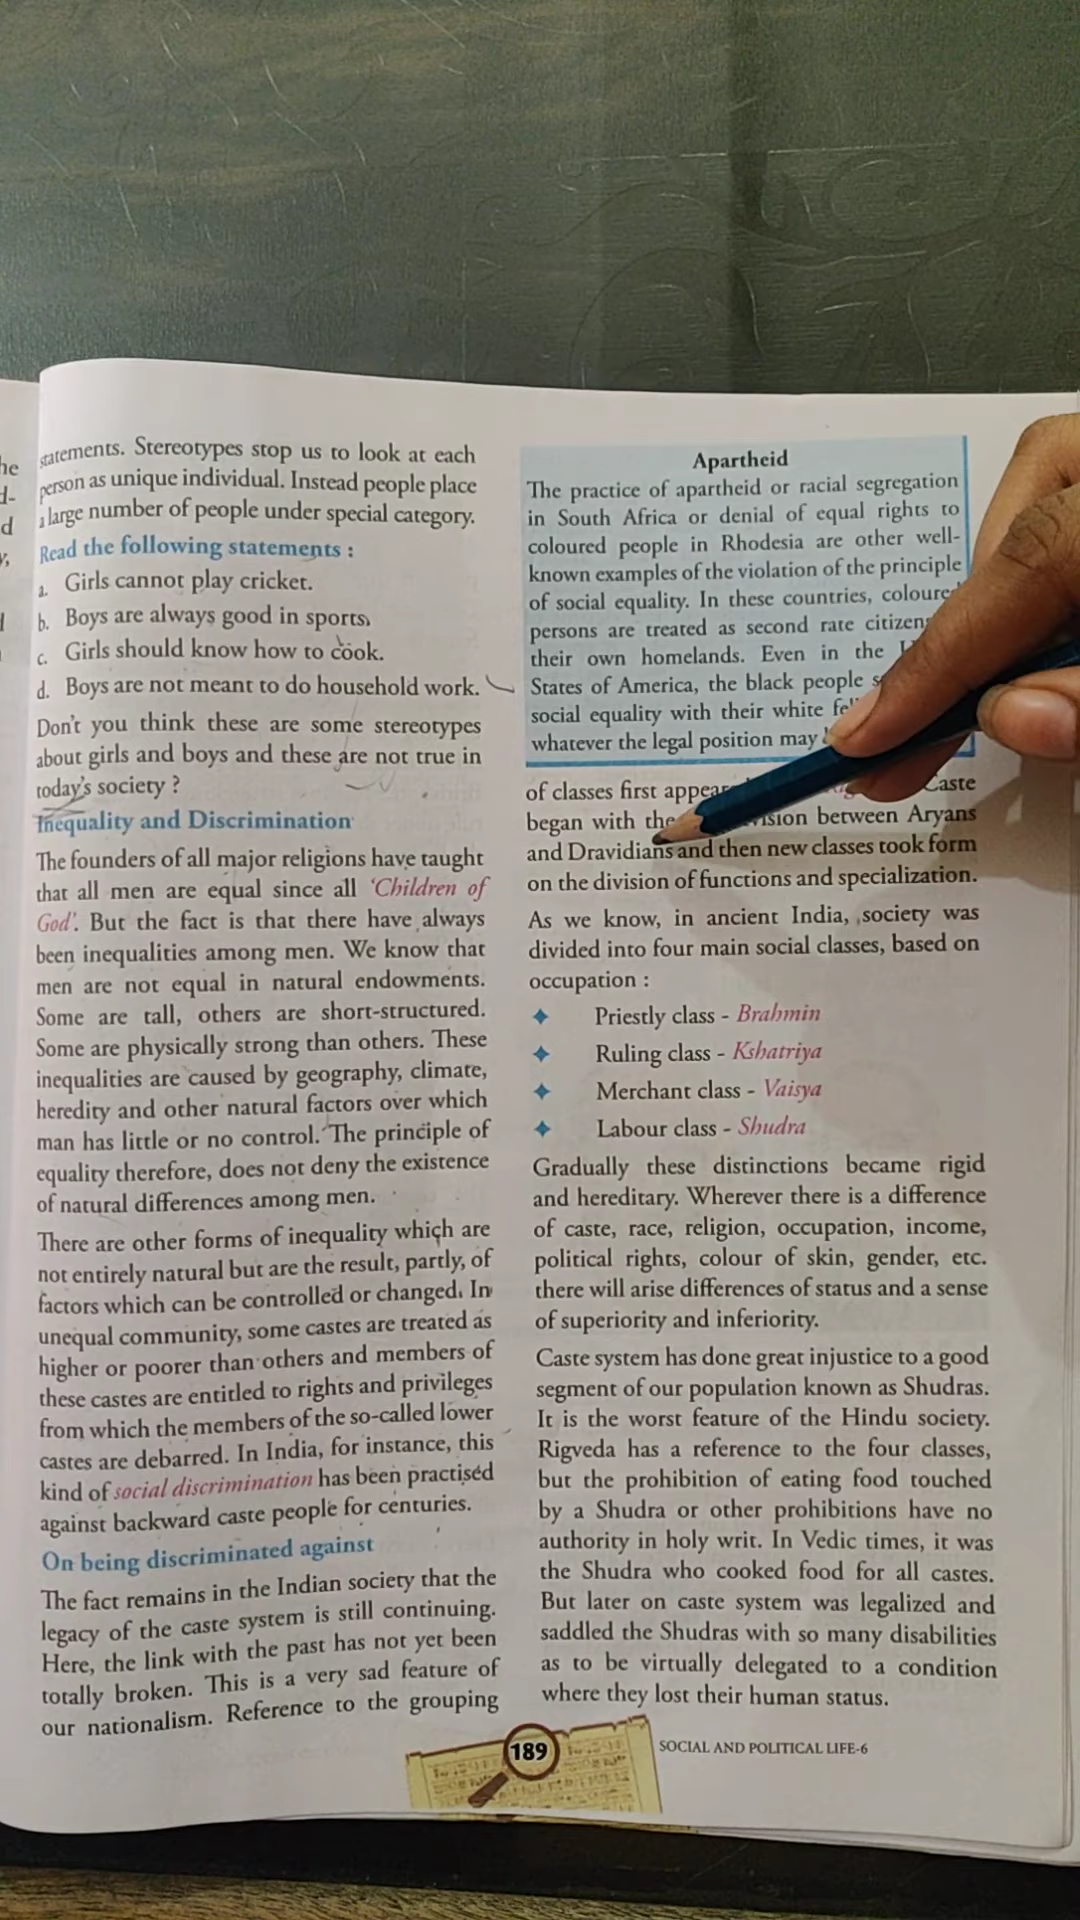 he
d-
d
y,
statements. Stereotypes stop us to look at each
person as unique individual. Instead people place
a large number of people under special category.
Read the following statements :
a. Girls cannot play cricket.
b. Boys are always good in sports.
c. Girls should know how to cook.
d. Boys are not meant to do household work.
Don't you think these are some stereotypes
about girls and boys and these are not true in
today's society ?
Inequality and Discrimination
The founders of all major religions have taught
that all men are equal since all 'Children of
God'. But the fact is that there have always
been inequalities among men. We know that
men are not equal in natural endowments.
Some are tall, others are short-structured.
Some are physically strong than others. These
inequalities are caused by geography, climate,
heredity and other natural factors over which
man has little or no control. The principle of
equality therefore, does not deny the existence
of natural differences among men.
There are other forms of inequality which are
not entirely natural but are the result, partly, of
factors which can be controlled or changed. In
unequal community, some castes are treated as
higher or poorer than others and members of
these castes are entitled to rights and privileges
from which the members of the so-called lower
castes are debarred. In India, for instance, this
kind of social discrimination has been practised
against backward caste people for centuries.
On being discriminated against
The fact remains in the Indian society that the
legacy of the caste system is still continuing.
Here, the link with the past has not yet been
totally broken. This is a very sad feature of
our nationalism. Reference to the grouping
Apartheid
The practice of apartheid or racial segregation
in South Africa or denial of equal rights to
coloured people in Rhodesia are other well-
known examples of the violation of the principle
of social equality. In these countries, coloured
persons are treated as second rate citizen
their own homelands. Even in the
States of America, the black people
social equality with their white
whatever the legal position may
of classes first appear Caste
began with the between Aryans
and Dravidians and then new classes took form
on the division of functions and specialization.
As we know, in ancient India, society was
divided into four main social classes, based on
occupation :
Priestly class - Brahmin
Ruling class - Kshatriya
Merchant class - Vaisya
Labour class - Shudra
Gradually these distinctions became rigid
and hereditary. Wherever there is a difference
of caste, race, religion, occupation, income,
political rights, colour of skin, gender, etc.
there will arise differences of status and a sense
of superiority and inferiority.
Caste system has done great injustice to a good
segment of our population known as Shudras.
It is the worst feature of the Hindu society.
Rigveda has a reference to the four classes,
but the prohibition of eating food touched
by a Shudra or other prohibitions have no
authority in holy writ. In Vedic times, it was
the Shudra who cooked food for all castes.
But later on caste system was legalized and
saddled the Shudras with so many disabilities
as to be virtually delegated to a condition
where they lost their human status.
189
SOCIAL AND POLITICAL LIFE-6